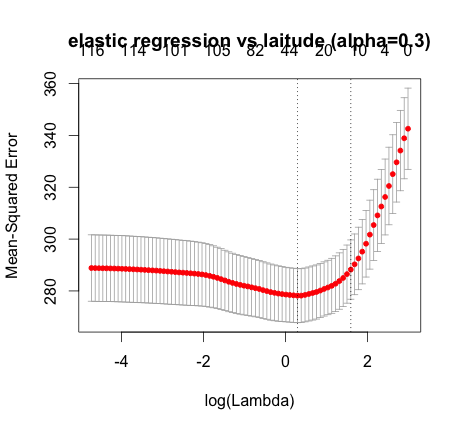 elastic regression vs laitude (alpha=0.3)
116 114 101 105 82 44 20 10 4 0
360
340
320
300
280
Mean-Squared Error
-4 -2 0 2
log(Lambda)